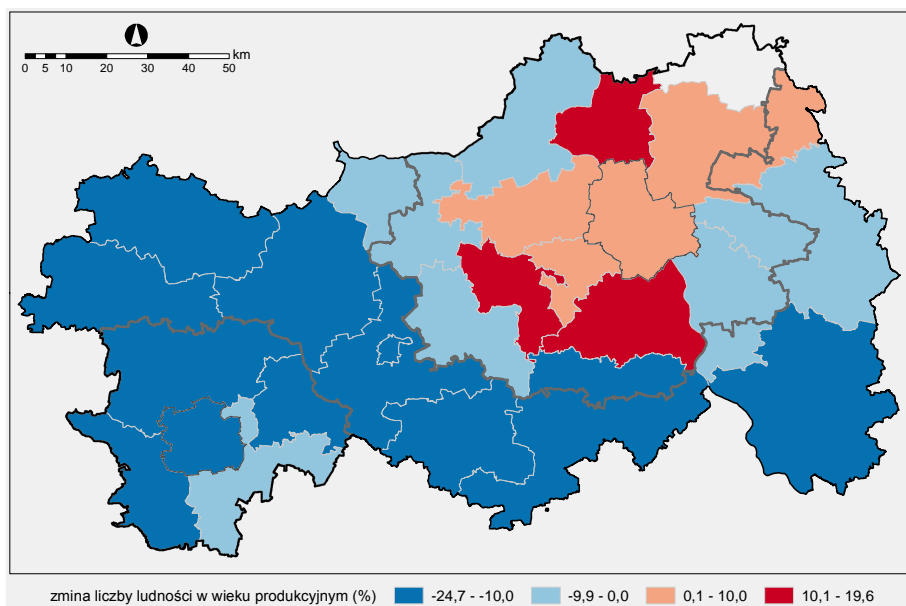 km
0 5 10 20 30 40 50
zmina liczby ludności w wieku produkcyjnym (%) -24,7 - -10,0 -9,9 - 0,0 0,1 - 10,0 10,1 - 19,6